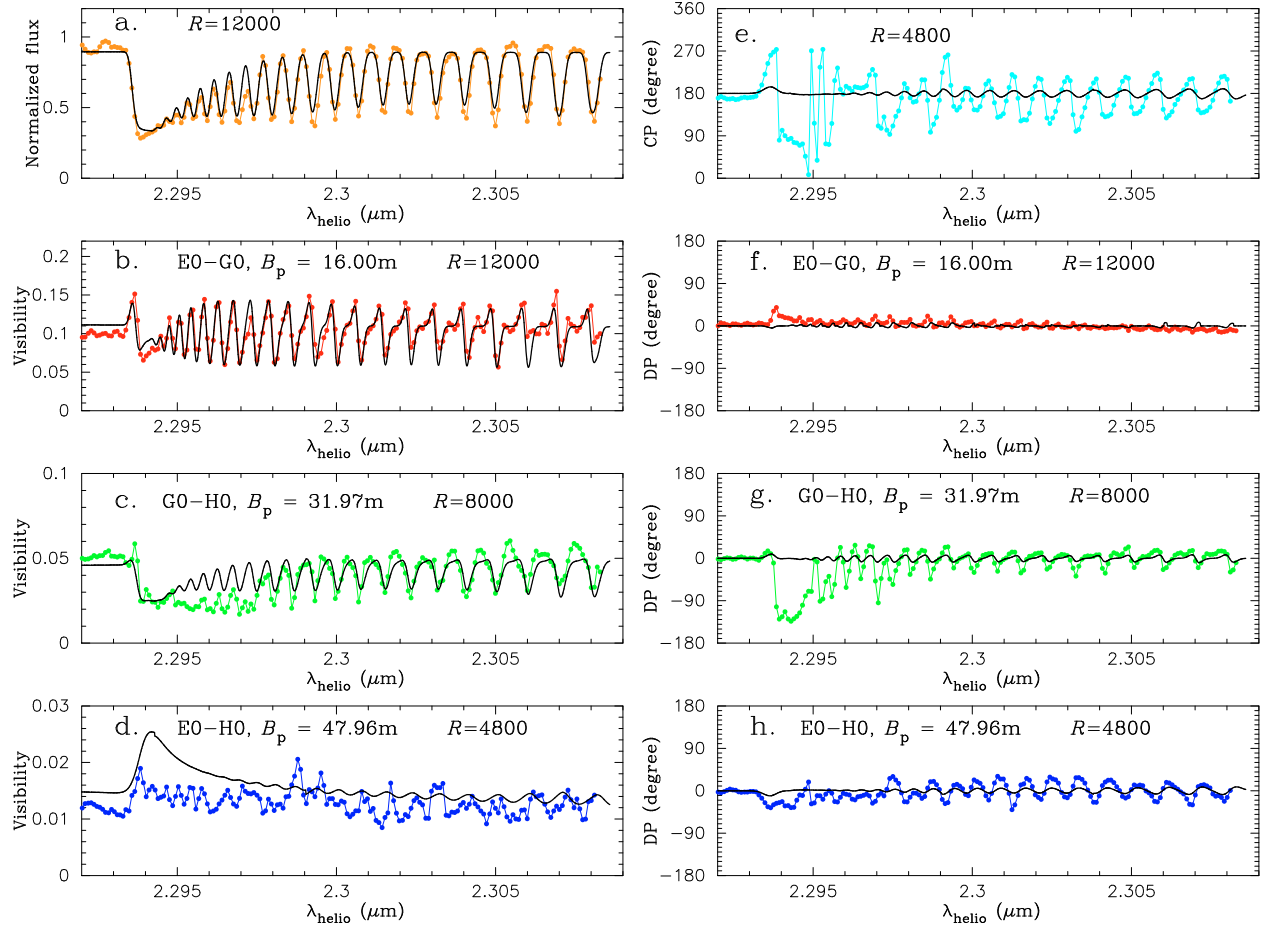 a. R=12000
Normalized flux
1
0.5
0
2.295 2.3 2.305
λhelio (μm)
b. E0−G0, Bp = 16.00m R=12000
Visibility
0.2
0.15
0.1
0.05
0
2.295 2.3 2.305
λhelio (μm)
c. G0−H0, Bp = 31.97m R=8000
Visibility
0.1
0.05
0
2.295 2.3 2.305
λhelio (μm)
d. E0−H0, Bp = 47.96m R=4800
Visibility
0.03
0.02
0.01
0
2.295 2.3 2.305
λhelio (μm)
e. R=4800
CP (degree)
360
270
180
90
0
2.295 2.3 2.305
λhelio (μm)
f. E0−G0, Bp = 16.00m R=12000
DP (degree)
180
90
0
−90
−180
2.295 2.3 2.305
λhelio (μm)
g. G0−H0, Bp = 31.97m R=8000
DP (degree)
180
90
0
−90
−180
2.295 2.3 2.305
λhelio (μm)
h. E0−H0, Bp = 47.96m R=4800
DP (degree)
180
90
0
−90
−180
2.295 2.3 2.305
λhelio (μm)